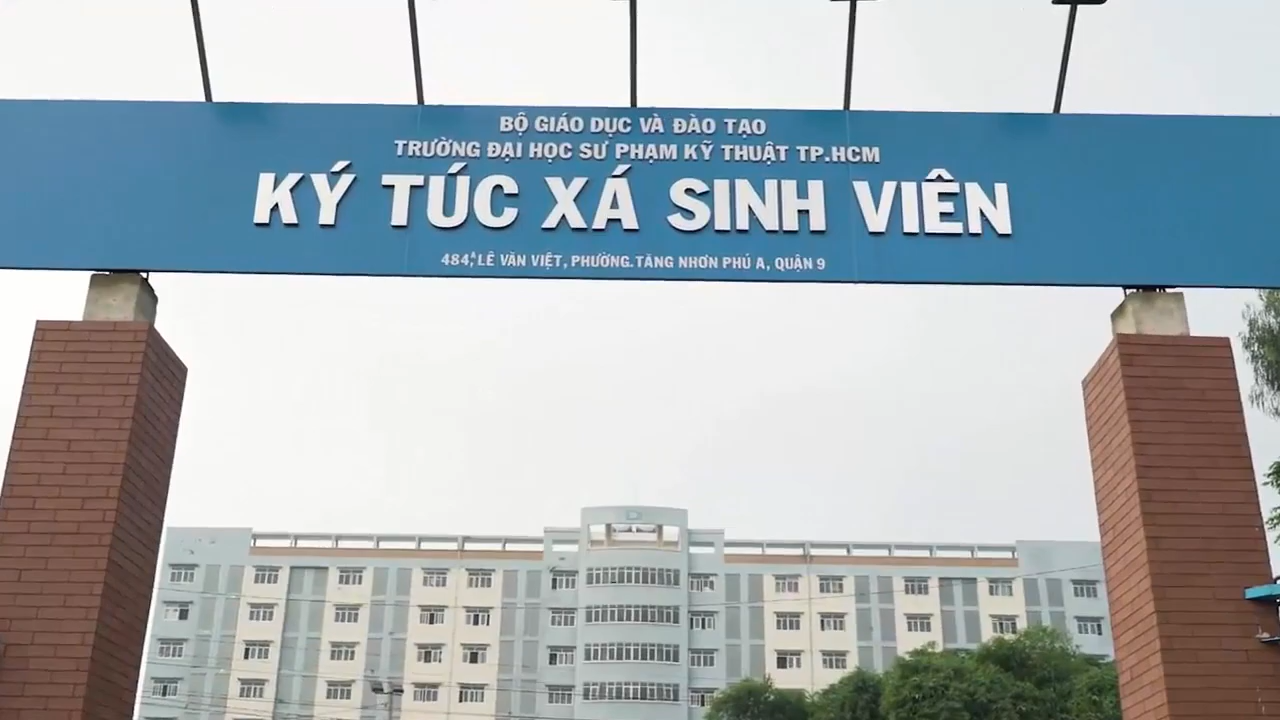 BỘ GIÁO DỤC VÀ ĐÀO TẠO
TRƯỜNG ĐẠI HỌC SƯ PHẠM KỸ THUẬT TP.HCM
KÝ TÚC XÁ SINH VIÊN
484A, LÊ VĂN VIỆT, PHƯỜNG.TĂNG NHƠN PHÚ A, QUẬN 9